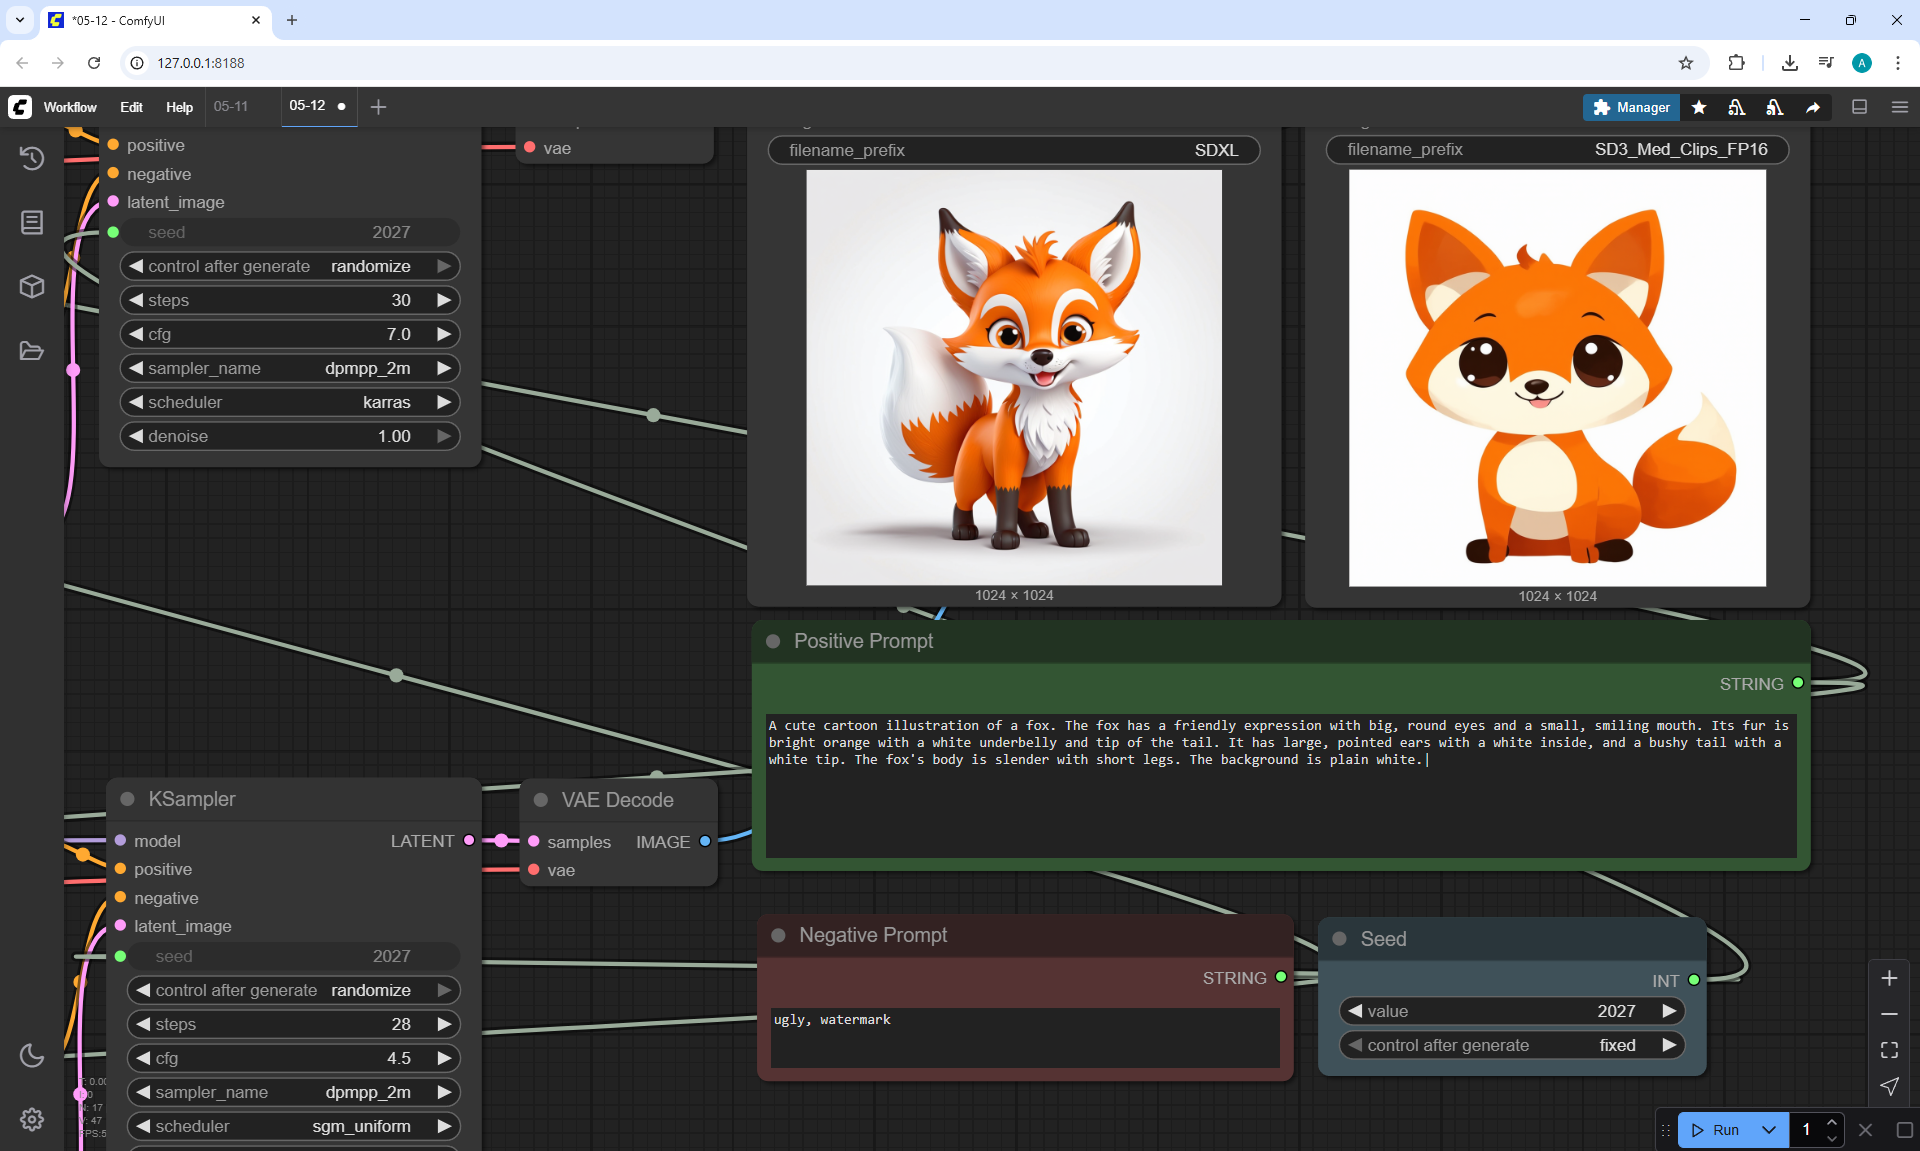 *05-12 - ComfyUI
127.0.0.1:8188
A
Workflow Edit Help 05-11 05-12
Manager
positive
negative
latent_image
seed 2027
control after generate randomize
steps 30
cfg 7.0
sampler_name dpmpp_2m
scheduler karras
denoise 1.00
vae
filename_prefix SDXL
1024 × 1024
filename_prefix SD3_Med_Clips_FP16
1024 × 1024
Positive Prompt
STRING
A cute cartoon illustration of a fox. The fox has a friendly expression with big, round eyes and a small, smiling mouth. Its fur is
bright orange with a white underbelly and tip of the tail. It has large, pointed ears with a white inside, and a bushy tail with a
white tip. The fox's body is slender with short legs. The background is plain white.
KSampler
model LATENT
positive
negative
latent_image
seed 2027
control after generate randomize
steps 28
cfg 4.5
sampler_name dpmpp_2m
scheduler sgm_uniform
VAE Decode
samples IMAGE
vae
Negative Prompt
STRING
ugly, watermark
Seed
INT
value 2027
control after generate fixed
N: 17
V: 47
Run 1